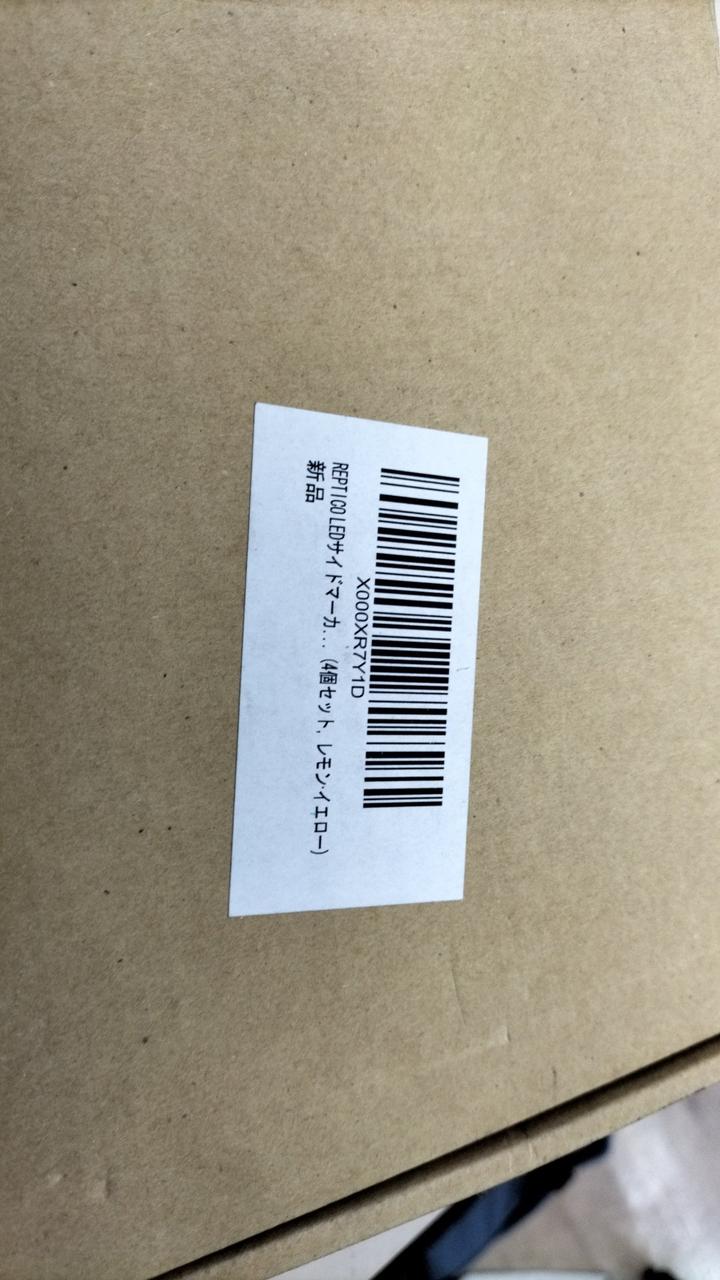 X000XR7Y1D
REPTICO LEDサイドマーカ... (4個セット, レモン・イエロー)
新品